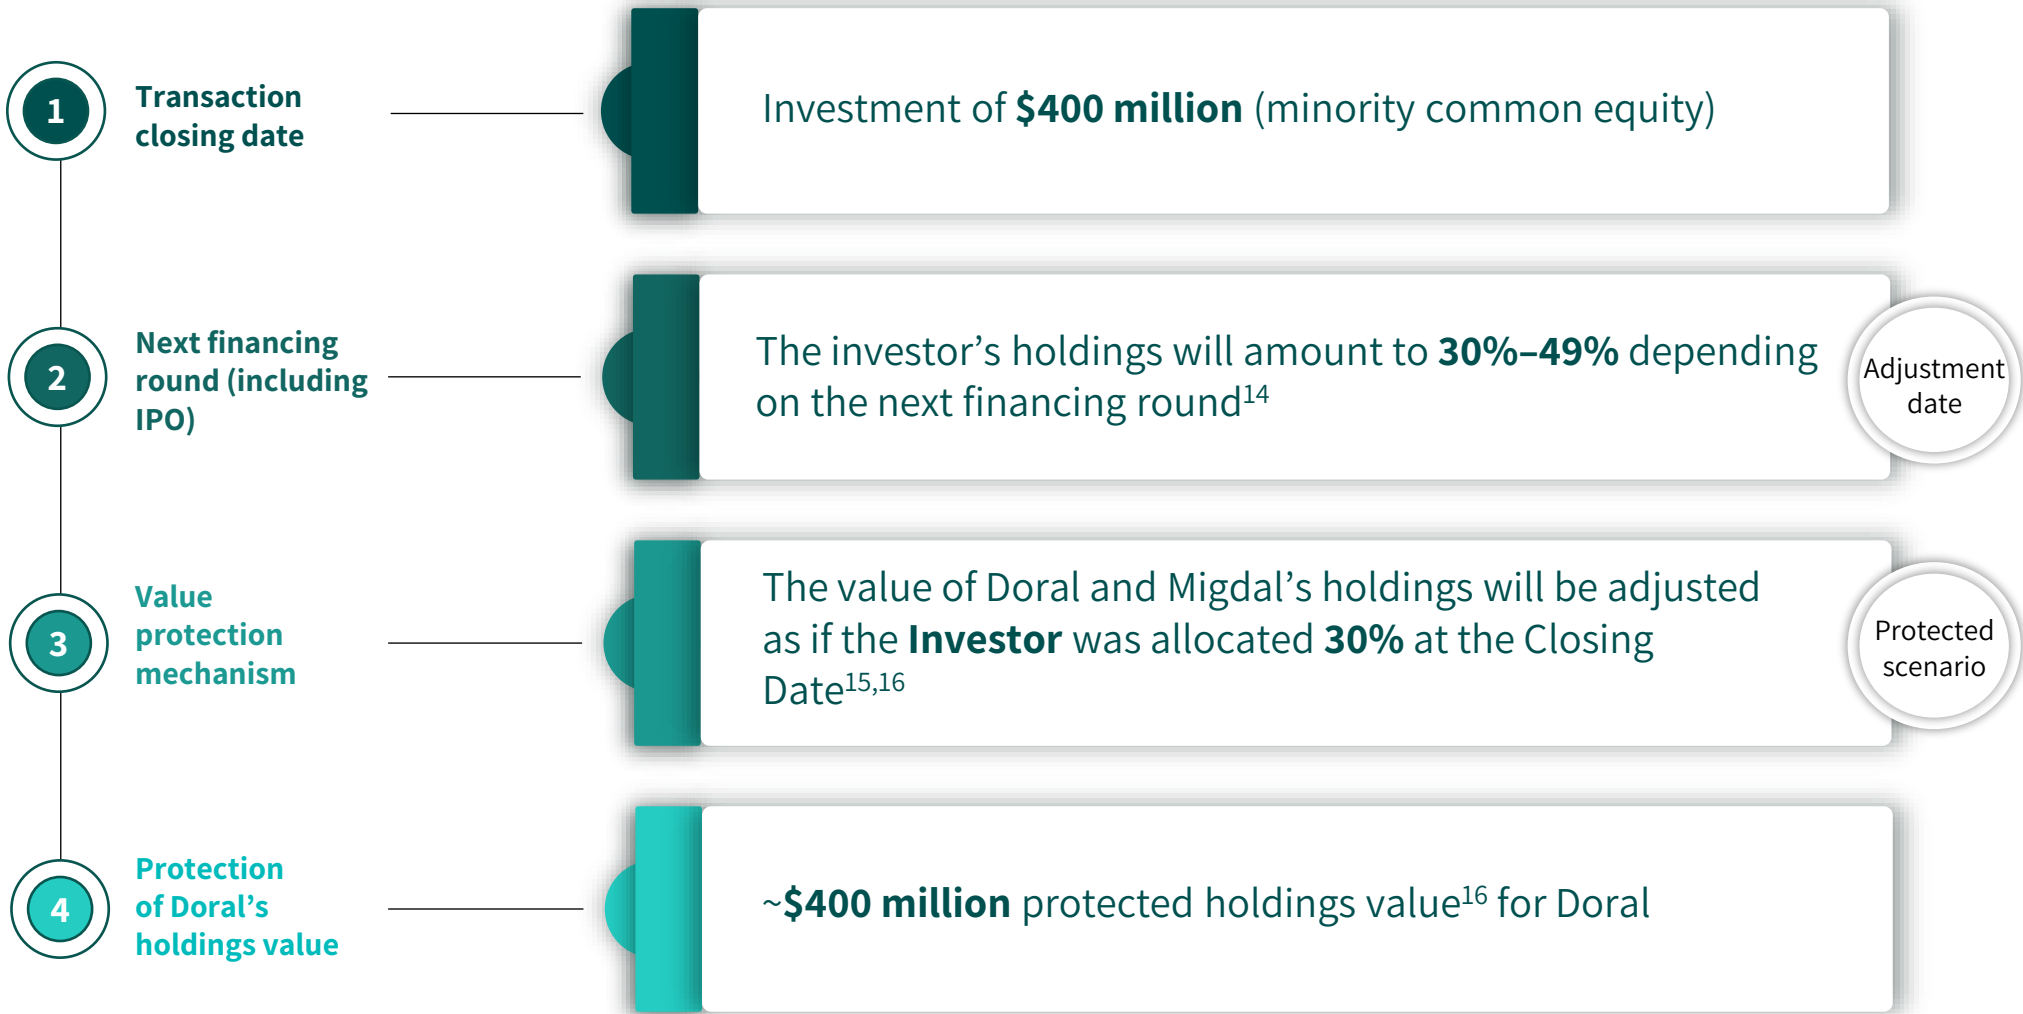 1
Transaction
closing date
Investment of $400 million (minority common equity)
2
Next financing
round (including
IPO)
The investor’s holdings will amount to 30%–49% depending
on the next financing round14
Adjustment
date
3
Value
protection
mechanism
The value of Doral and Migdal’s holdings will be adjusted
as if the Investor was allocated 30% at the Closing
Date15,16
Protected
scenario
4
Protection
of Doral’s
holdings value
~$400 million protected holdings value16 for Doral